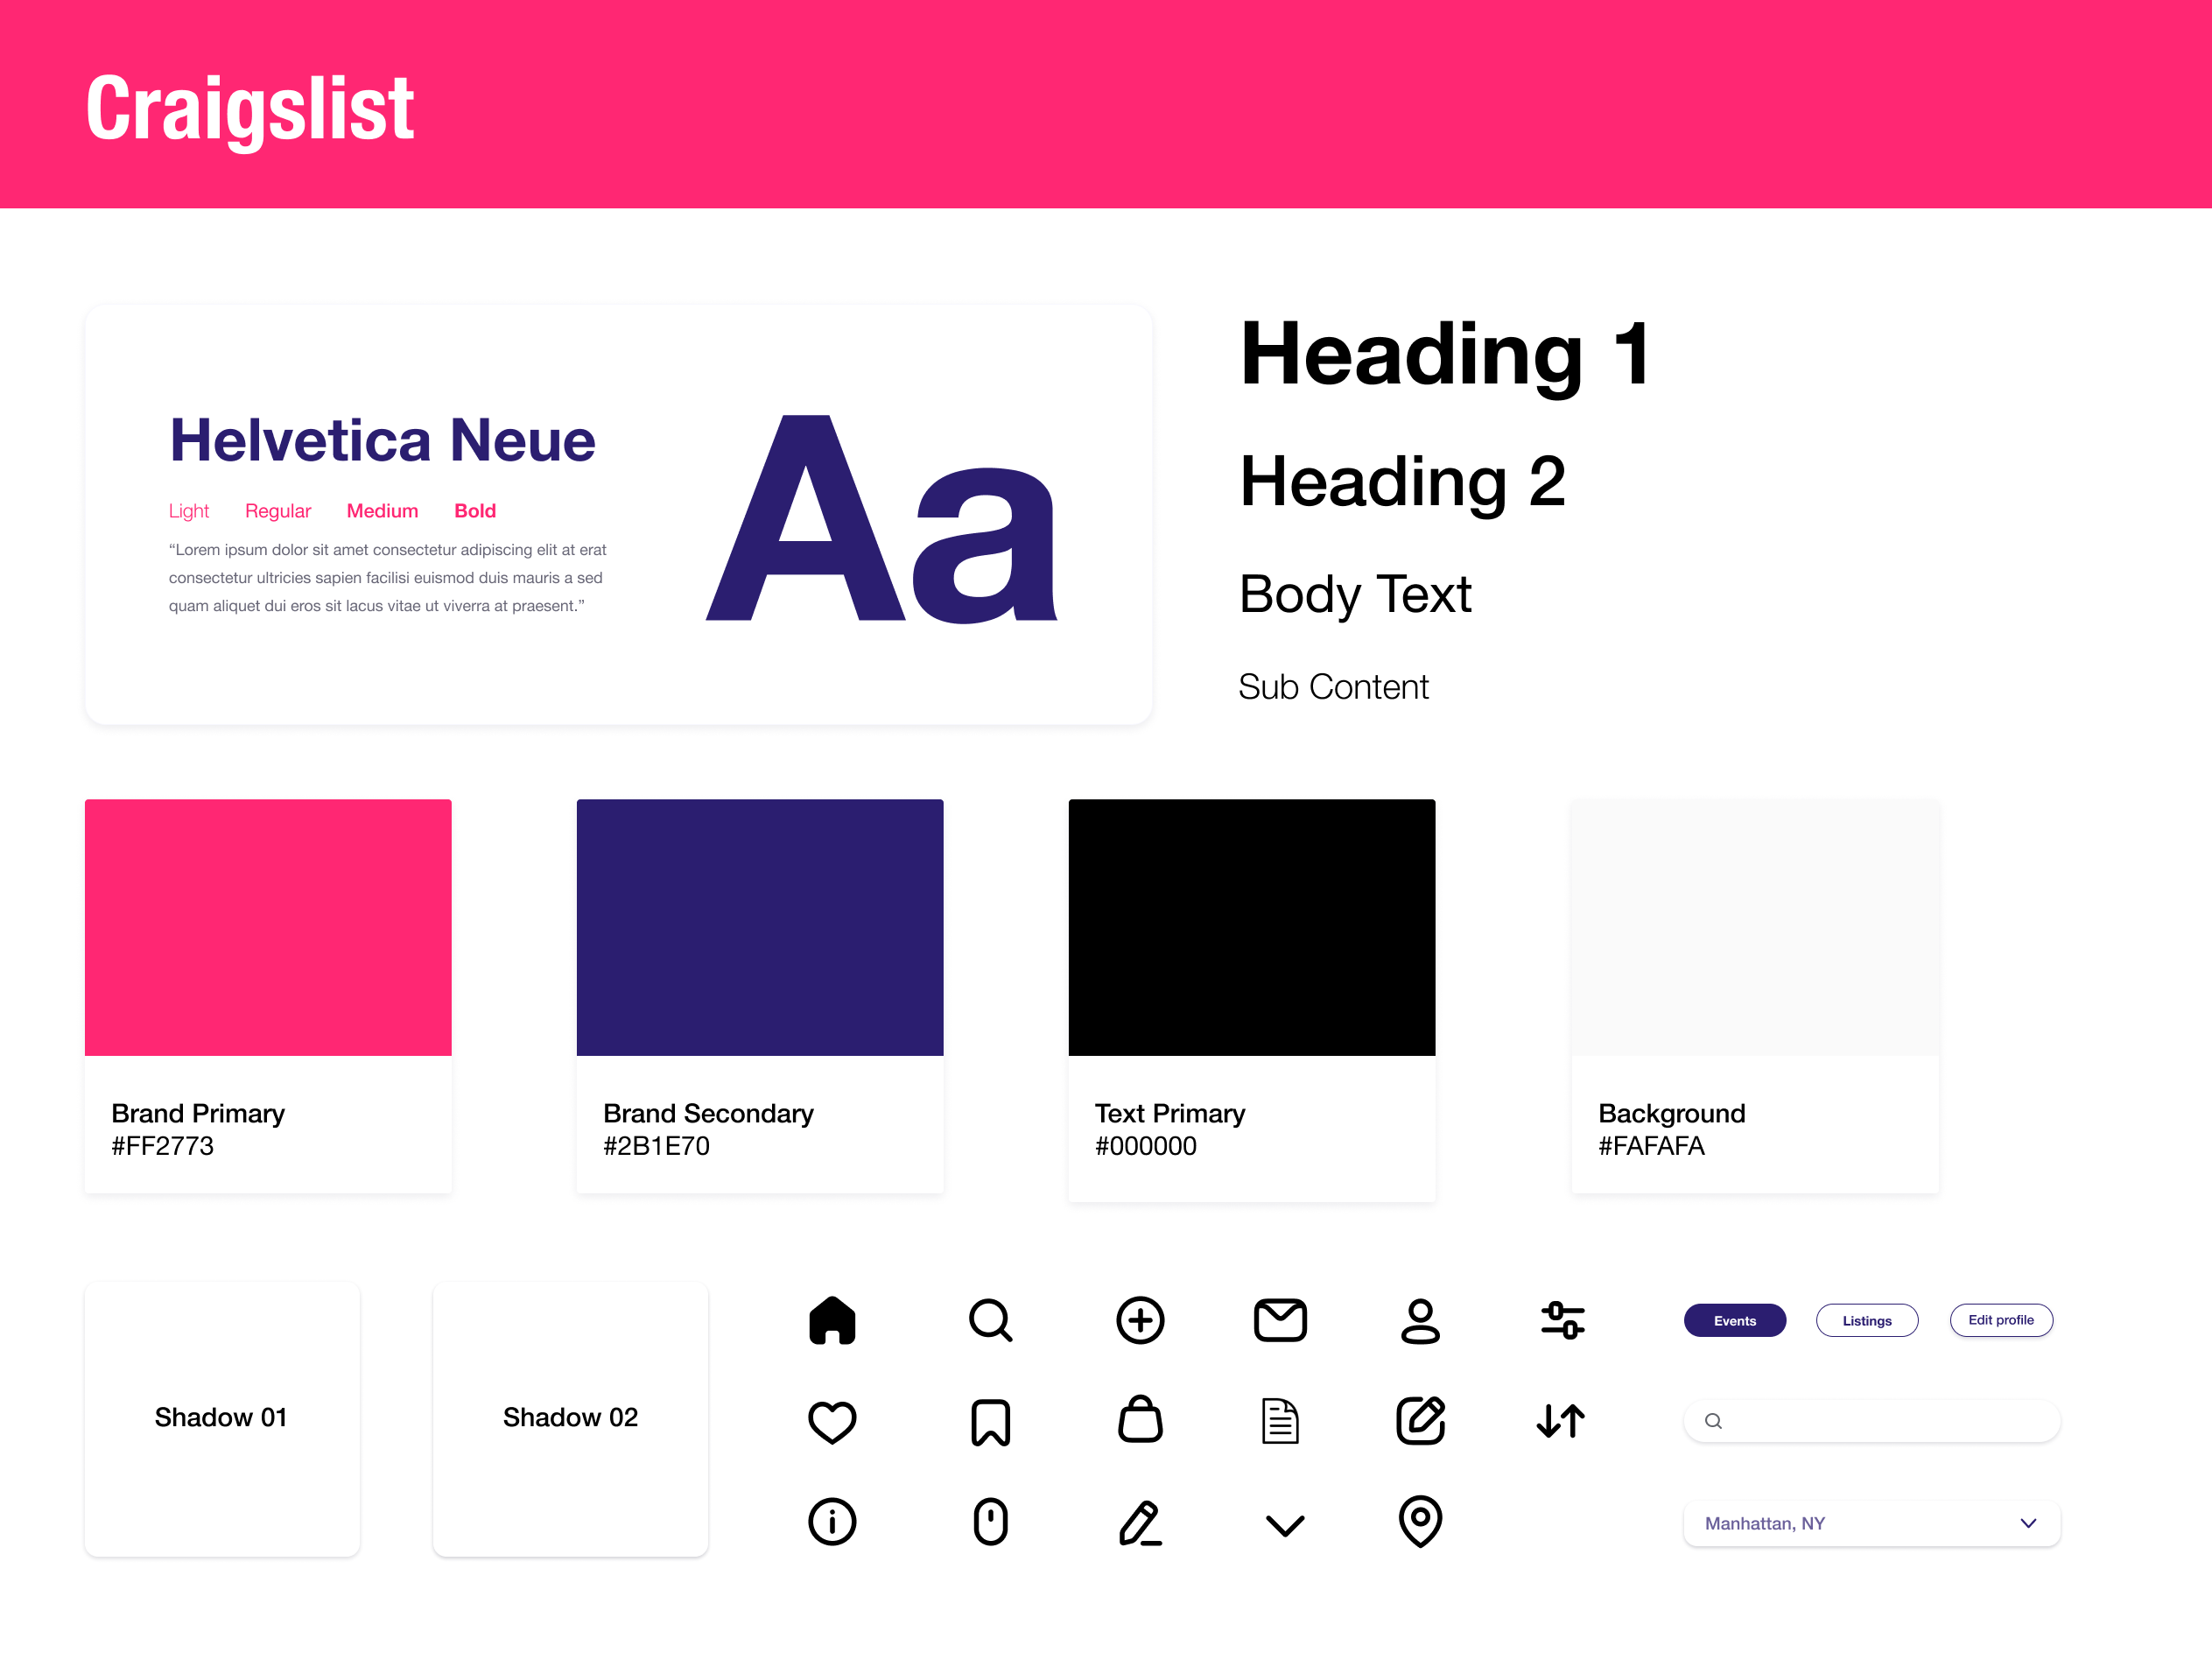 Craigslist
Helvetica Neue
Light Regular Medium Bold
“Lorem ipsum dolor sit amet consectetur adipiscing elit at erat
consectetur ultricies sapien facilisi euismod duis mauris a sed
quam aliquet dui eros sit lacus vitae ut viverra at praesent.”
Aa
Heading 1
Heading 2
Body Text
Sub Content
Brand Primary
#FF2773
Brand Secondary
#2B1E70
Text Primary
#000000
Background
#FAFAFA
Shadow 01
Shadow 02
Events
Listings
Edit profile
Manhattan, NY